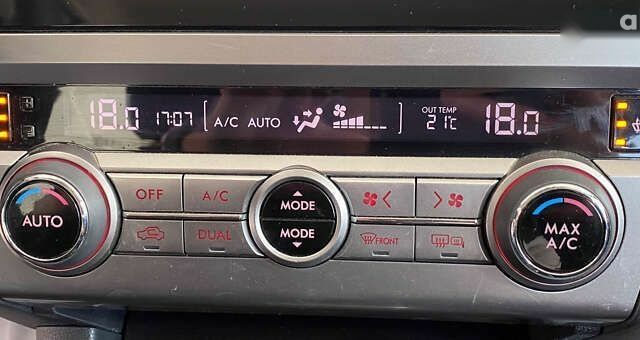 a
18.0 17:07 A/C AUTO OUT TEMP 21°C 18.0
AUTO
OFF A/C
MODE
MODE
DUAL
FRONT
MAX
A/C